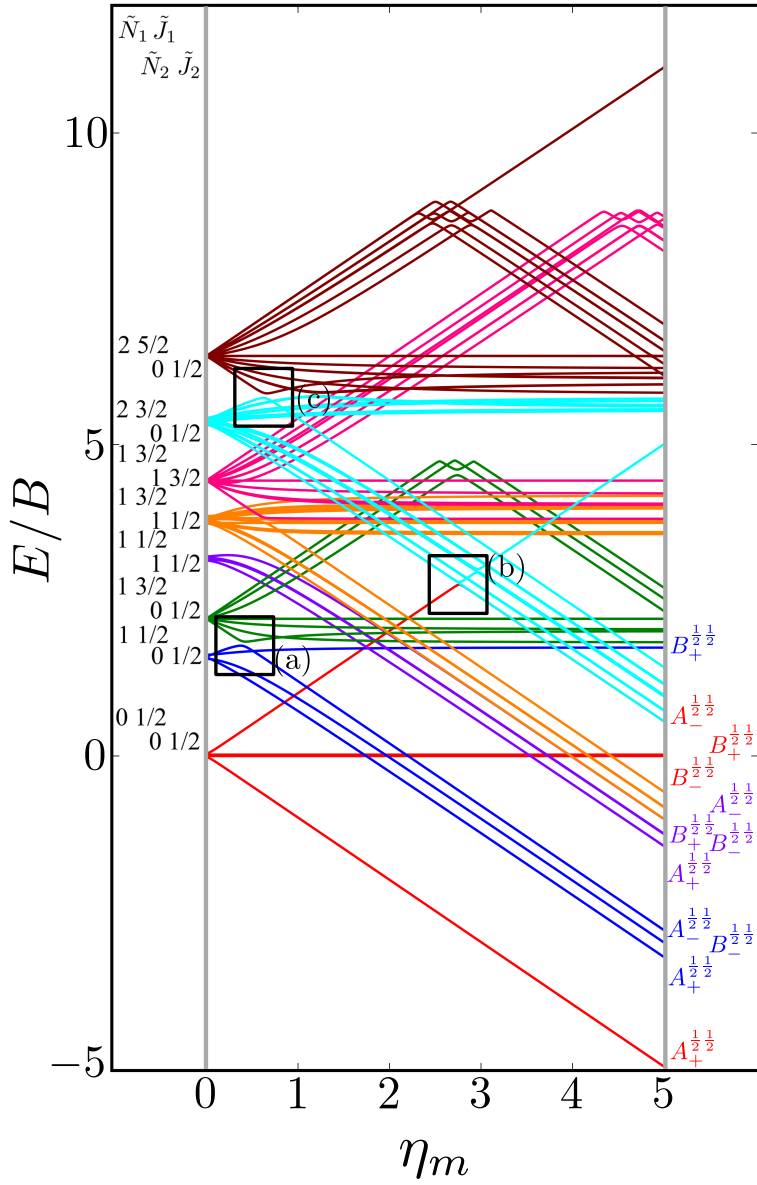 Ñ₁ J̃₁
Ñ₂ J̃₂
10
2 5/2
0 1/2
2 3/2
(c)
0 1/2
5
1 3/2
1 3/2
1 3/2
1 1/2
1 1/2
1 1/2
(b)
1 3/2
0 1/2
1 1/2
0 1/2
(a)
B₊^{1/2 1/2}
A₋^{1/2 1/2}
0 1/2
0 1/2
B₊^{1/2 1/2}
0
B₋^{1/2 1/2}
A₋^{1/2 1/2}
B₊^{1/2 1/2}
B₋^{1/2 1/2}
A₊^{1/2 1/2}
A₋^{1/2 1/2}
B₋^{1/2 1/2}
A₊^{1/2 1/2}
A₊^{1/2 1/2}
−5
0 1 2 3 4 5
E/B
η_m